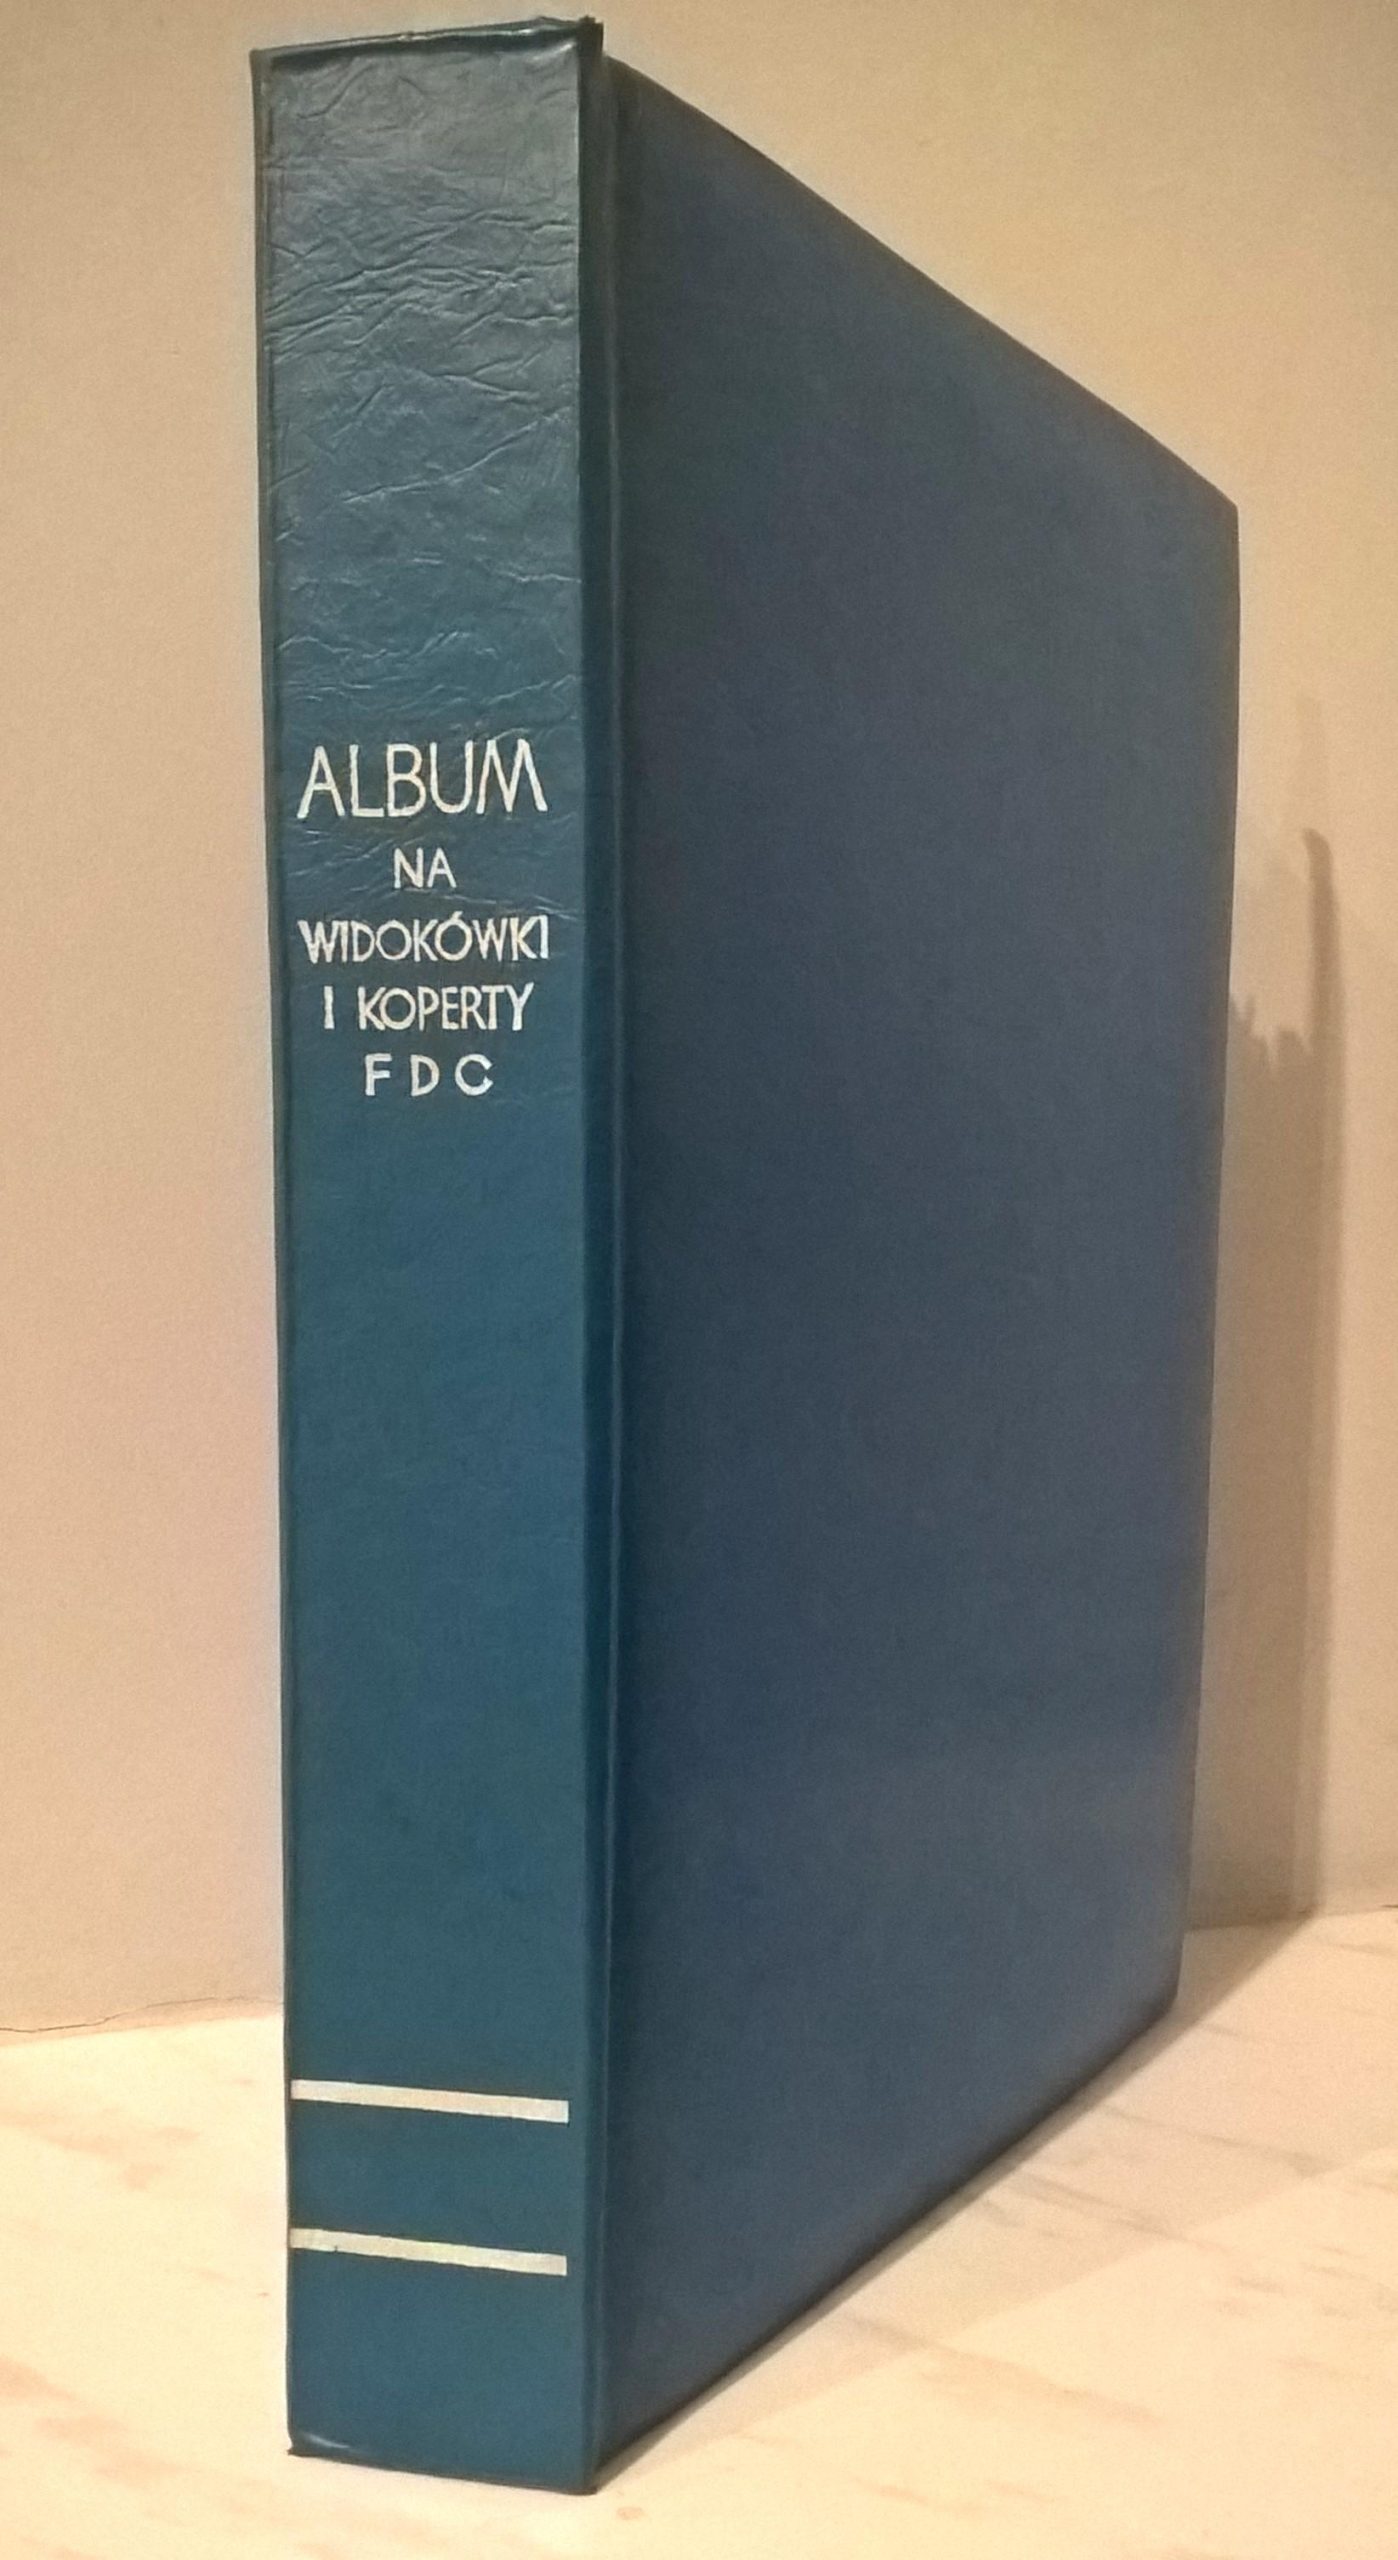 ALBUM
NA
WIDOKÓWKI
I KOPERTY
FDC